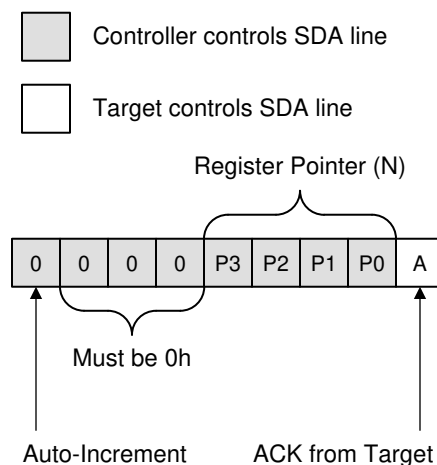 Controller controls SDA line
Target controls SDA line
Register Pointer (N)
0 0 0 0 P3 P2 P1 P0 A
Must be 0h
Auto-Increment ACK from Target